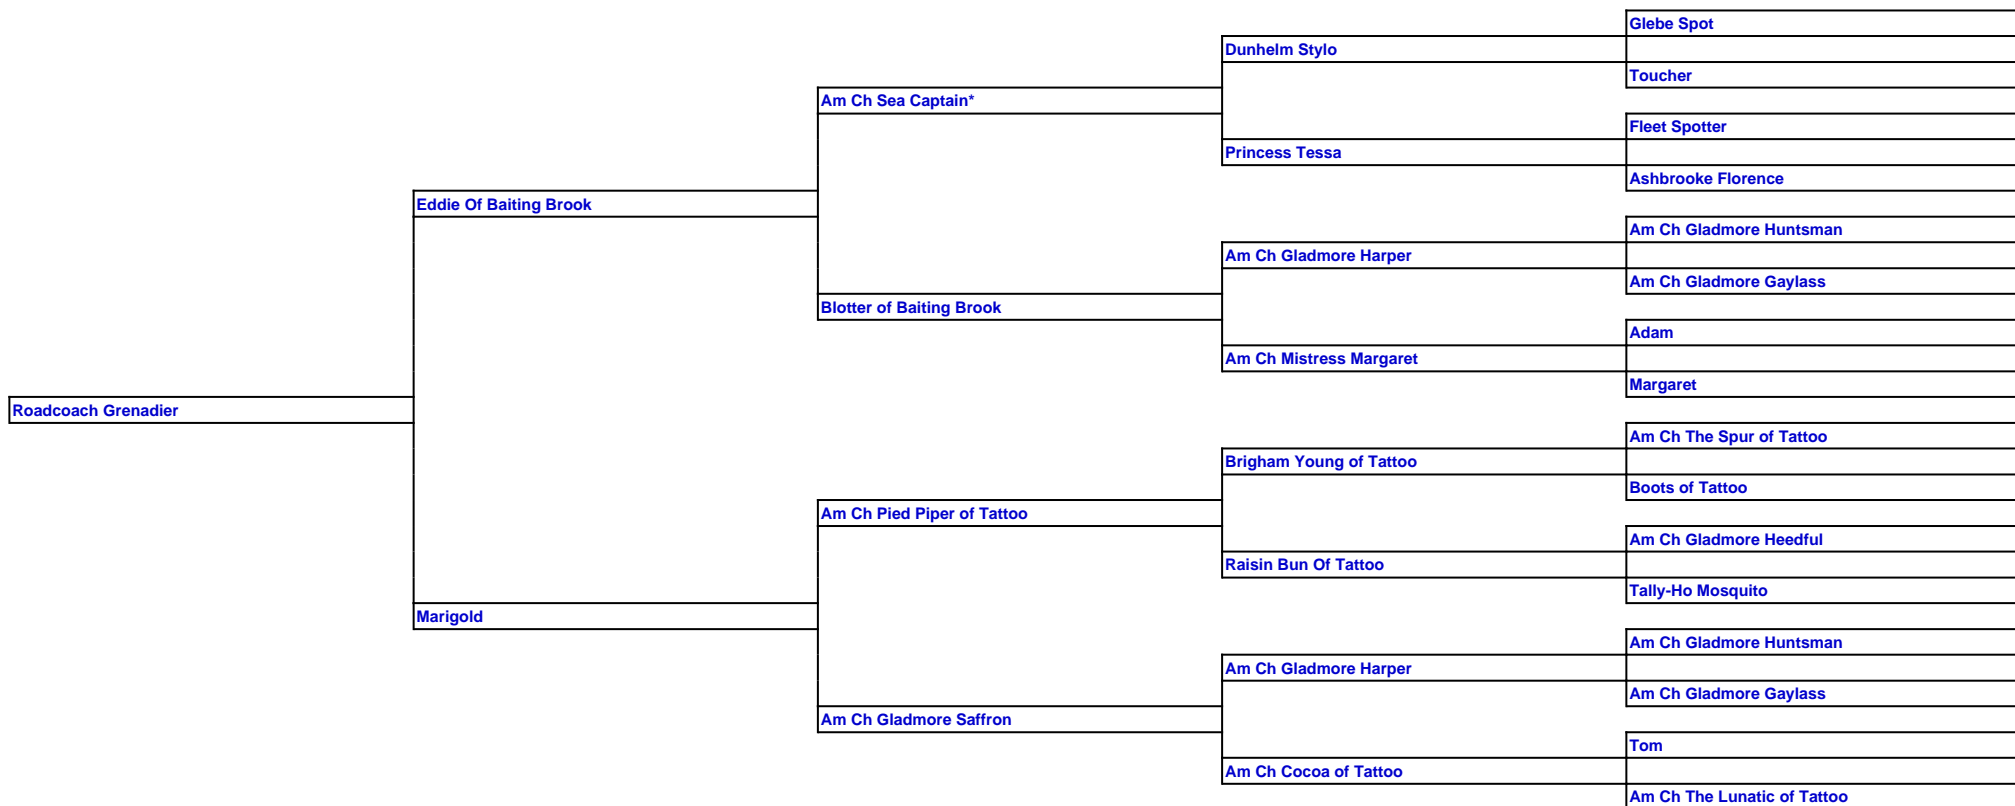 Glebe Spot
Dunhelm Stylo
Toucher
Am Ch Sea Captain*
Fleet Spotter
Princess Tessa
Ashbrooke Florence
Eddie Of Baiting Brook
Am Ch Gladmore Huntsman
Am Ch Gladmore Harper
Am Ch Gladmore Gaylass
Blotter of Baiting Brook
Adam
Am Ch Mistress Margaret
Margaret
Roadcoach Grenadier
Am Ch The Spur of Tattoo
Brigham Young of Tattoo
Boots of Tattoo
Am Ch Pied Piper of Tattoo
Am Ch Gladmore Heedful
Raisin Bun Of Tattoo
Tally-Ho Mosquito
Marigold
Am Ch Gladmore Huntsman
Am Ch Gladmore Harper
Am Ch Gladmore Gaylass
Am Ch Gladmore Saffron
Tom
Am Ch Cocoa of Tattoo
Am Ch The Lunatic of Tattoo